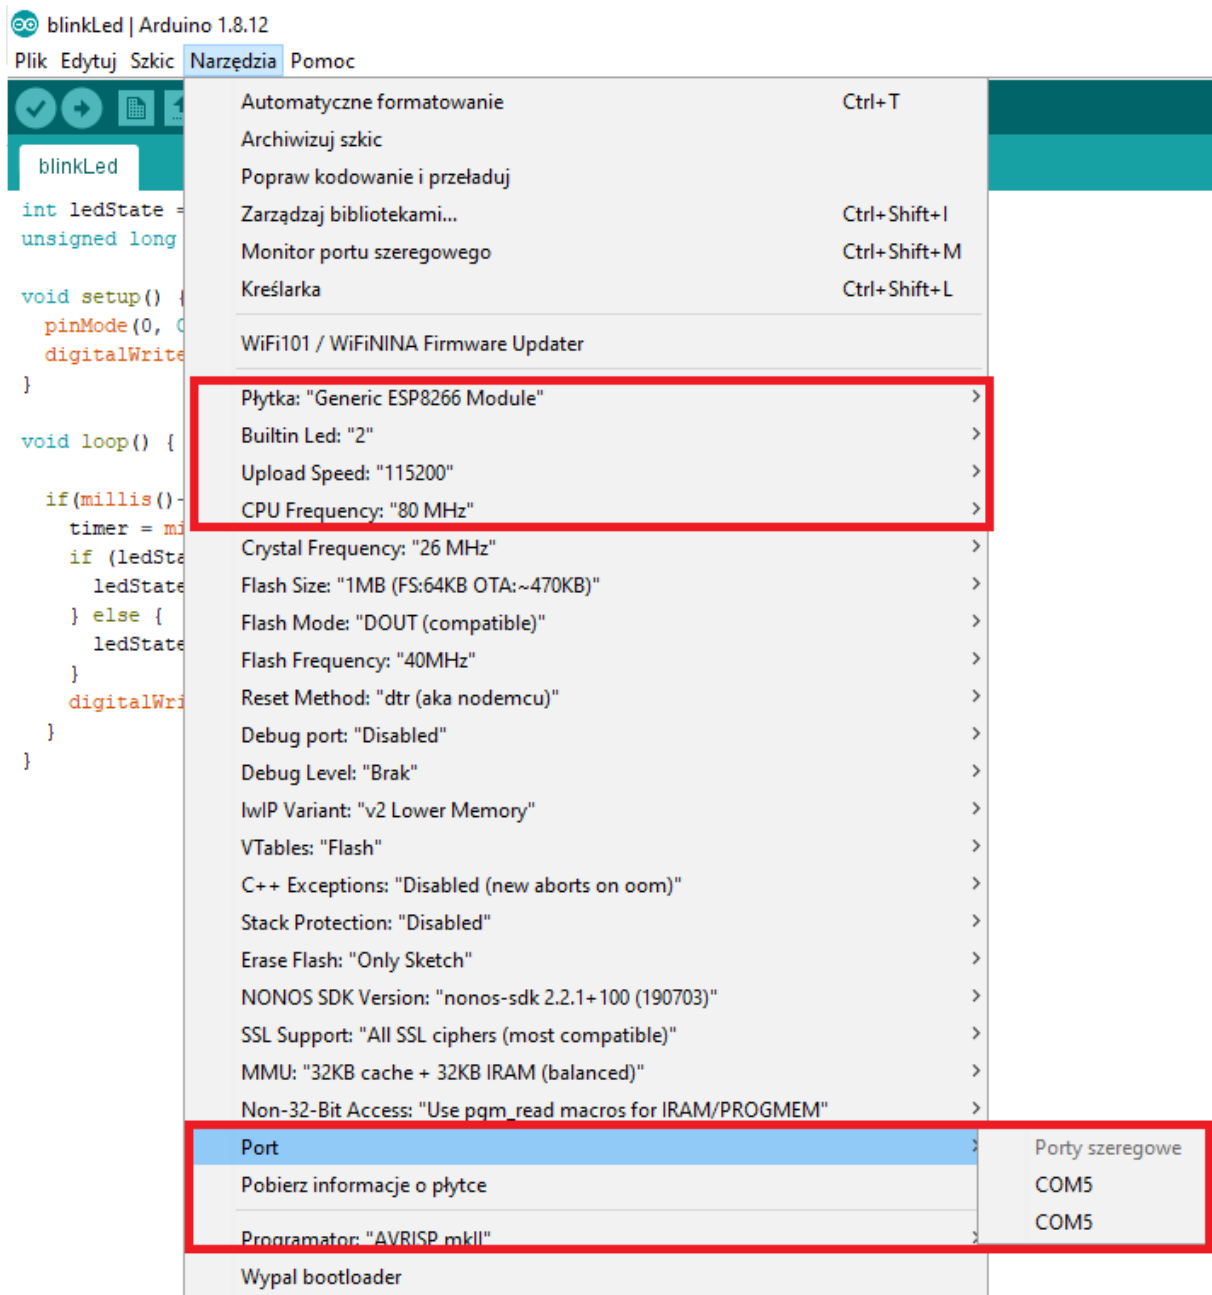 blinkLed | Arduino 1.8.12
Plik Edytuj Szkic Narzędzia Pomoc
blinkLed
int ledState =
unsigned long
void setup() {
pinMode(0,
digitalWrite
}
void loop() {
if(millis()-
timer = mi
if (ledSta
ledState
} else {
ledState
}
digitalWri
}
}
Automatyczne formatowanie Ctrl+T
Archiwizuj szkic
Popraw kodowanie i przeładuj
Zarządzaj bibliotekami... Ctrl+Shift+I
Monitor portu szeregowego Ctrl+Shift+M
Kreślarka Ctrl+Shift+L
WiFi101 / WiFiNINA Firmware Updater
Płytka: "Generic ESP8266 Module"
Builtin Led: "2"
Upload Speed: "115200"
CPU Frequency: "80 MHz"
Crystal Frequency: "26 MHz"
Flash Size: "1MB (FS:64KB OTA:~470KB)"
Flash Mode: "DOUT (compatible)"
Flash Frequency: "40MHz"
Reset Method: "dtr (aka nodemcu)"
Debug port: "Disabled"
Debug Level: "Brak"
lwIP Variant: "v2 Lower Memory"
VTables: "Flash"
C++ Exceptions: "Disabled (new aborts on oom)"
Stack Protection: "Disabled"
Erase Flash: "Only Sketch"
NONOS SDK Version: "nonos-sdk 2.2.1+100 (190703)"
SSL Support: "All SSL ciphers (most compatible)"
MMU: "32KB cache + 32KB IRAM (balanced)"
Non-32-Bit Access: "Use pgm_read macros for IRAM/PROGMEM"
Port
Pobierz informacje o płytce
Programator: "AVRISP mkII"
Wypal bootloader
Porty szeregowe
COM5
COM5